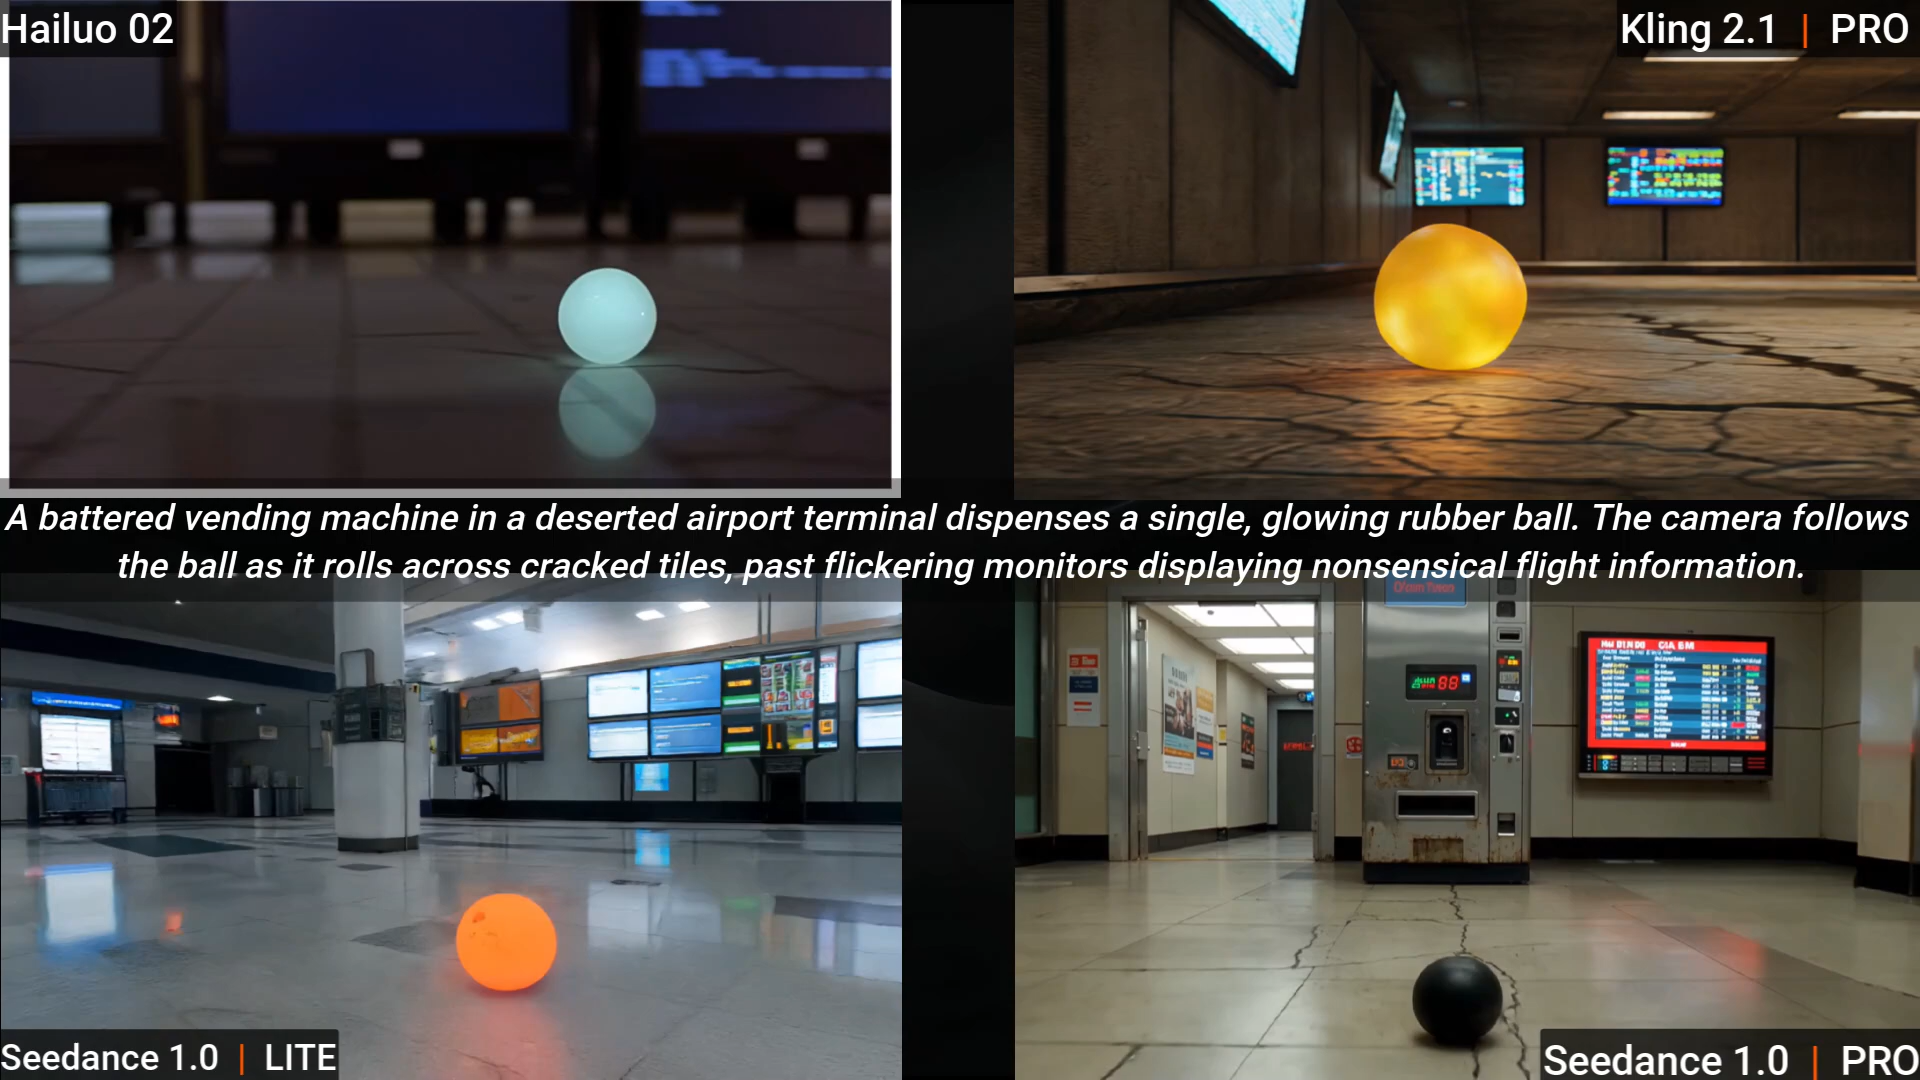 Hailuo 02
Kling 2.1 | PRO
A battered vending machine in a deserted airport terminal dispenses a single, glowing rubber ball. The camera follows
the ball as it rolls across cracked tiles, past flickering monitors displaying nonsensical flight information.
Seedance 1.0 | LITE
Seedance 1.0 | PRO